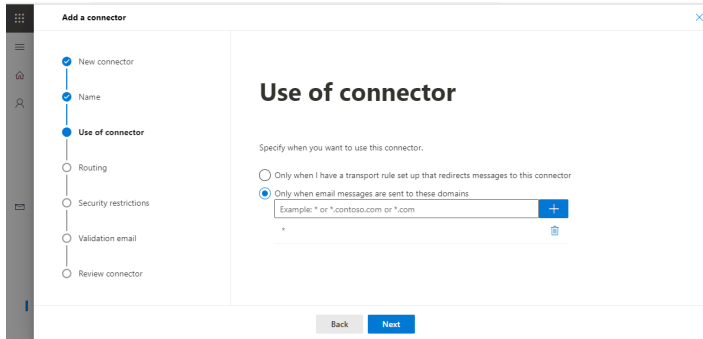 Add a connector
New connector
Name
Use of connector
Routing
Security restrictions
Validation email
Review connector
Use of connector
Specify when you want to use this connector.
Only when I have a transport rule set up that redirects messages to this connector
Only when email messages are sent to these domains
Example: * or *.contoso.com or *.com
*
Back
Next